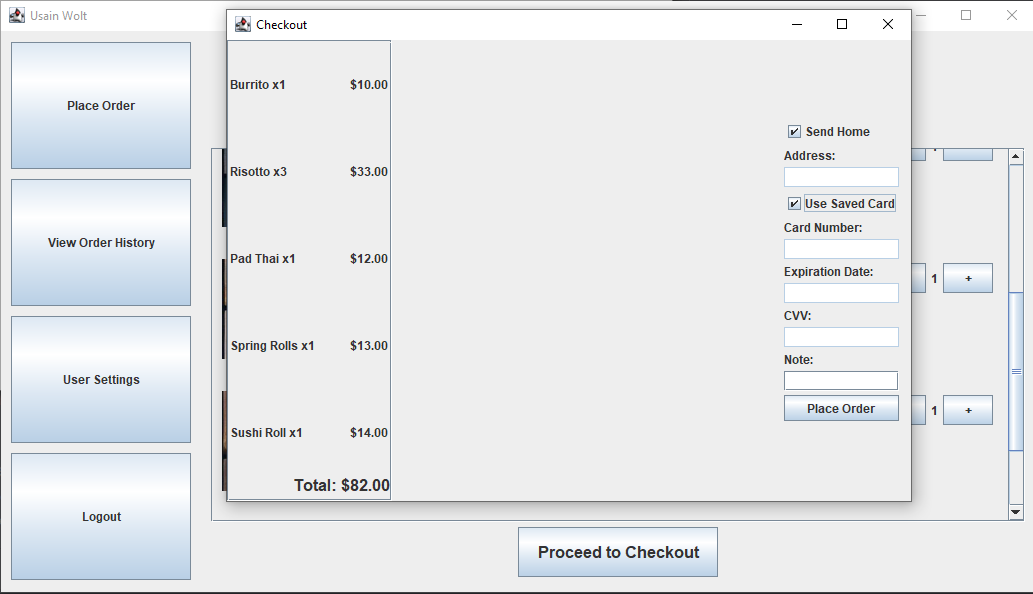 Usain Wolt
Checkout
Place Order
View Order History
User Settings
Logout
Burrito x1 $10.00
Risotto x3 $33.00
Pad Thai x1 $12.00
Spring Rolls x1 $13.00
Sushi Roll x1 $14.00
Total: $82.00
Send Home
Address:
Use Saved Card
Card Number:
Expiration Date:
CVV:
Note:
Place Order
1 +
1 +
Proceed to Checkout